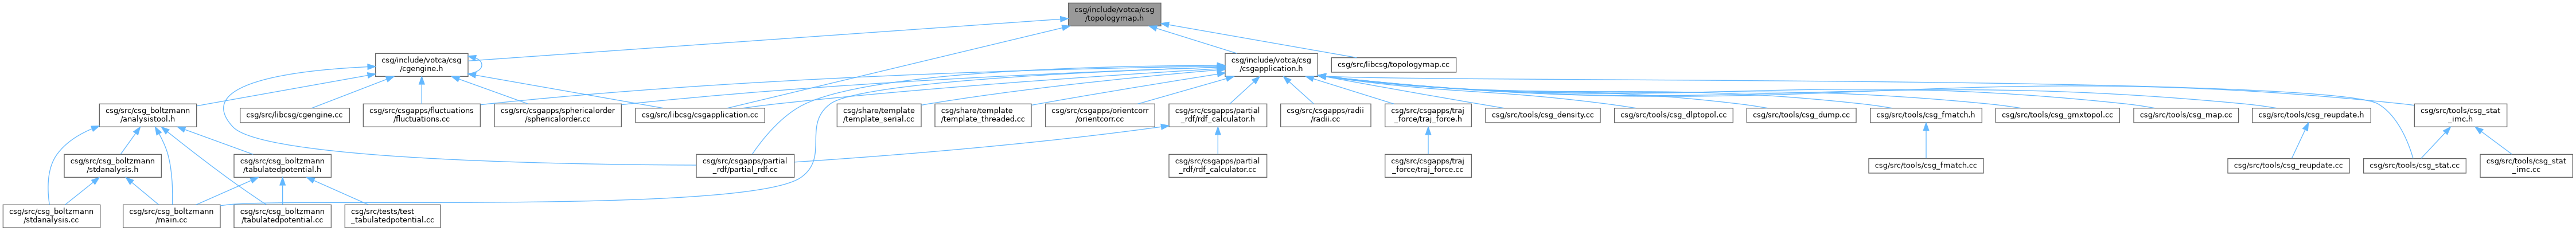 csg/include/votca/csg
/topologymap.h
csg/include/votca/csg
/cgengine.h
csg/include/votca/csg
/csgapplication.h
csg/src/libcsg/topologymap.cc
csg/src/csg_boltzmann
/analysistool.h
csg/src/libcsg/cgengine.cc
csg/src/csgapps/fluctuations
/fluctuations.cc
csg/src/csgapps/sphericalorder
/sphericalorder.cc
csg/src/libcsg/csgapplication.cc
csg/share/template
/template_serial.cc
csg/share/template
/template_threaded.cc
csg/src/csgapps/orientcorr
/orientcorr.cc
csg/src/csgapps/partial
_rdf/rdf_calculator.h
csg/src/csgapps/radii
/radii.cc
csg/src/csgapps/traj
_force/traj_force.h
csg/src/tools/csg_density.cc
csg/src/tools/csg_dlptopol.cc
csg/src/tools/csg_dump.cc
csg/src/tools/csg_fmatch.h
csg/src/tools/csg_gmxtopol.cc
csg/src/tools/csg_map.cc
csg/src/tools/csg_reupdate.h
csg/src/tools/csg_stat
_imc.h
csg/src/csg_boltzmann
/stdanalysis.h
csg/src/csg_boltzmann
/tabulatedpotential.h
csg/src/csgapps/partial
_rdf/partial_rdf.cc
csg/src/csgapps/partial
_rdf/rdf_calculator.cc
csg/src/csgapps/traj
_force/traj_force.cc
csg/src/tools/csg_fmatch.cc
csg/src/tools/csg_reupdate.cc
csg/src/tools/csg_stat.cc
csg/src/tools/csg_stat
_imc.cc
csg/src/csg_boltzmann
/stdanalysis.cc
csg/src/csg_boltzmann
/main.cc
csg/src/csg_boltzmann
/tabulatedpotential.cc
csg/src/tests/test
_tabulatedpotential.cc